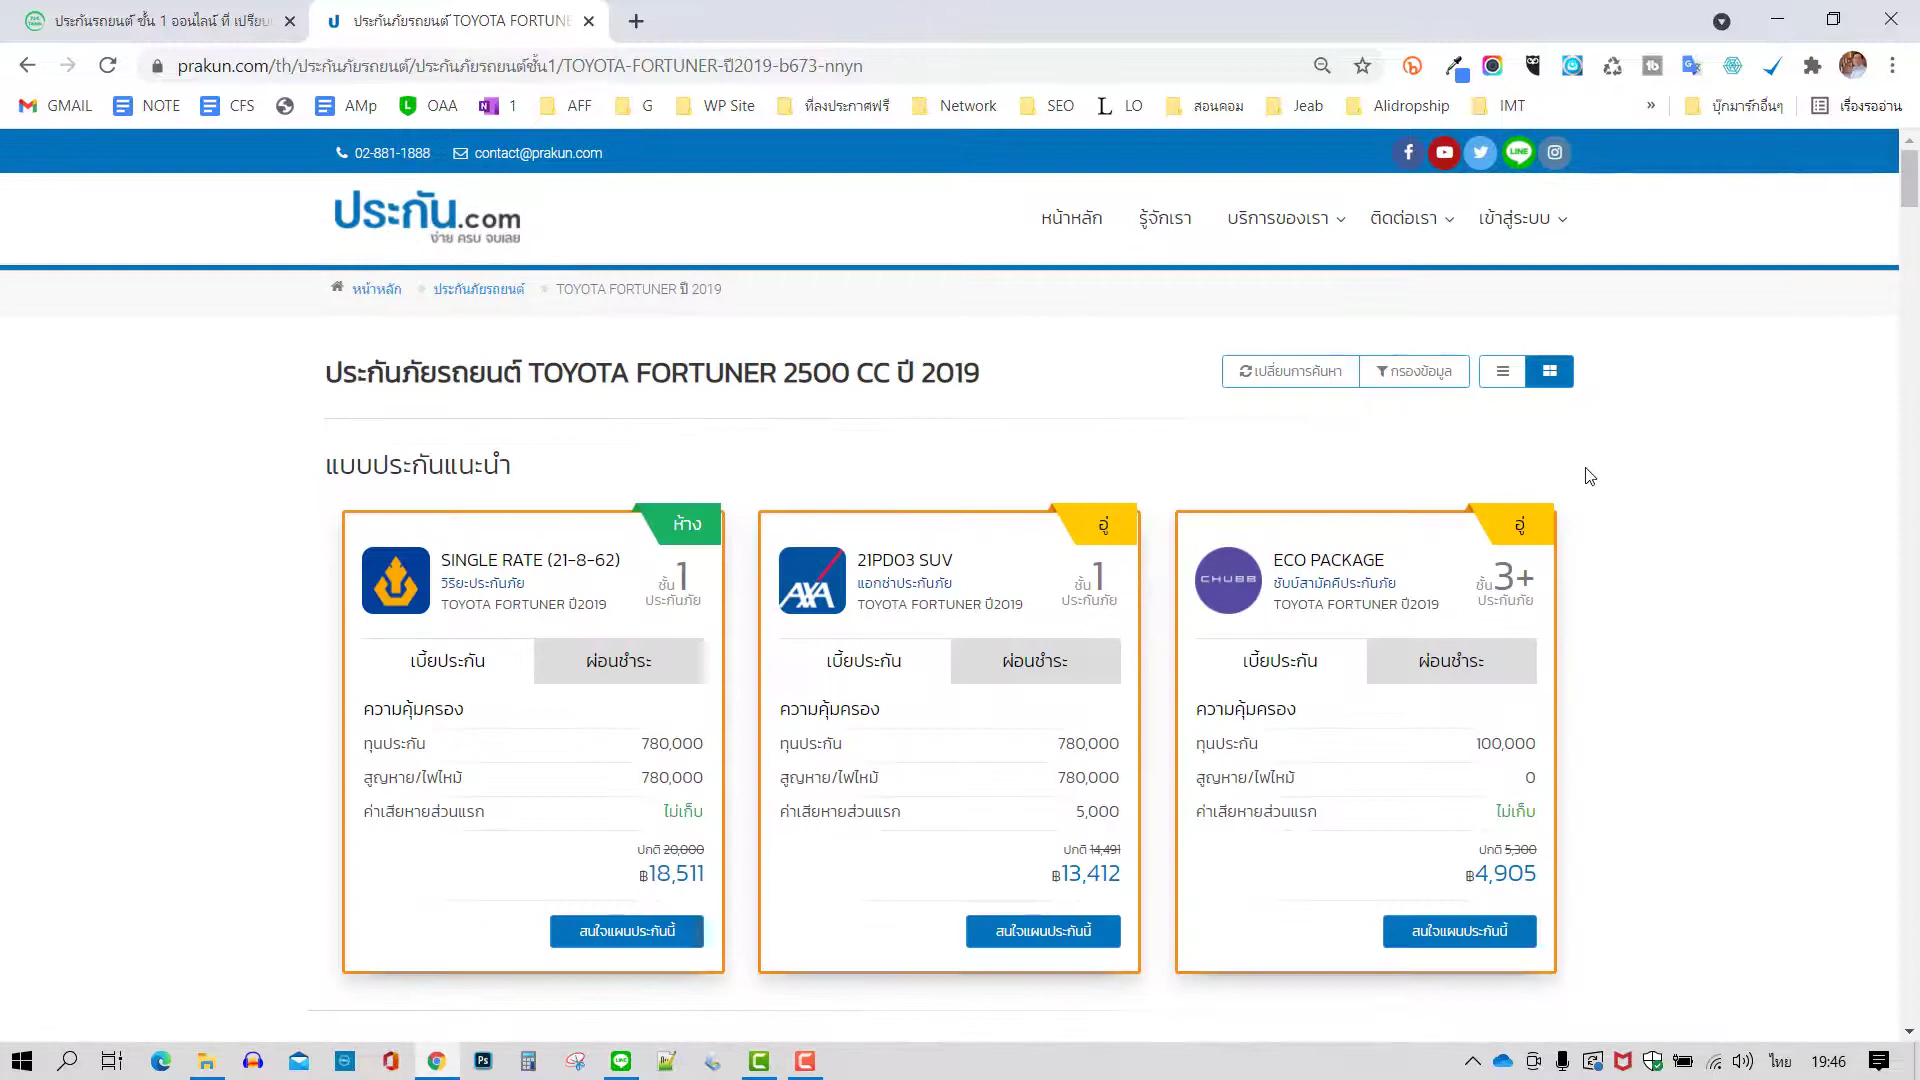 ประกันรถยนต์ ชั้น 1 ออนไลน์ ที่ เปรียบ
ประกันภัยรถยนต์ TOYOTA FORTUNE
prakun.com/th/ประกันภัยรถยนต์/ประกันภัยรถยนต์ชั้น1/TOYOTA-FORTUNER-ปี2019-b673-nnyn
GMAIL NOTE CFS AMp OAA 1 AFF G WP Site ที่ลงประกาศฟรี Network SEO LO สอนคอม Jeab Alidropship IMT » บุ๊กมาร์กอื่นๆ เรื่องรออ่าน
02-881-1888 contact@prakun.com LINE
ประกัน.com
ง่าย ครบ จบเลย
หน้าหลัก รู้จักเรา บริการของเรา ติดต่อเรา เข้าสู่ระบบ
หน้าหลัก ประกันภัยรถยนต์ TOYOTA FORTUNER ปี 2019
ประกันภัยรถยนต์ TOYOTA FORTUNER 2500 CC ปี 2019
เปลี่ยนการค้นหา กรองข้อมูล
แบบประกันแนะนำ
ห้าง
SINGLE RATE (21-8-62)
วิริยะประกันภัย
TOYOTA FORTUNER ปี2019
ชั้น1
ประกันภัย
เบี้ยประกัน ผ่อนชำระ
ความคุ้มครอง
ทุนประกัน 780,000
สูญหาย/ไฟไหม้ 780,000
ค่าเสียหายส่วนแรก ไม่เก็บ
ปกติ 20,000
฿18,511
สนใจแผนประกันนี้
อู่
AXA
21PD03 SUV
แอกซ่าประกันภัย
TOYOTA FORTUNER ปี2019
ชั้น1
ประกันภัย
เบี้ยประกัน ผ่อนชำระ
ความคุ้มครอง
ทุนประกัน 780,000
สูญหาย/ไฟไหม้ 780,000
ค่าเสียหายส่วนแรก 5,000
ปกติ 14,491
฿13,412
สนใจแผนประกันนี้
อู่
CHUBB
ECO PACKAGE
ชับบ์สามัคคีประกันภัย
TOYOTA FORTUNER ปี2019
ชั้น3+
ประกันภัย
เบี้ยประกัน ผ่อนชำระ
ความคุ้มครอง
ทุนประกัน 100,000
สูญหาย/ไฟไหม้ 0
ค่าเสียหายส่วนแรก ไม่เก็บ
ปกติ 5,300
฿4,905
สนใจแผนประกันนี้
ไทย 19:46